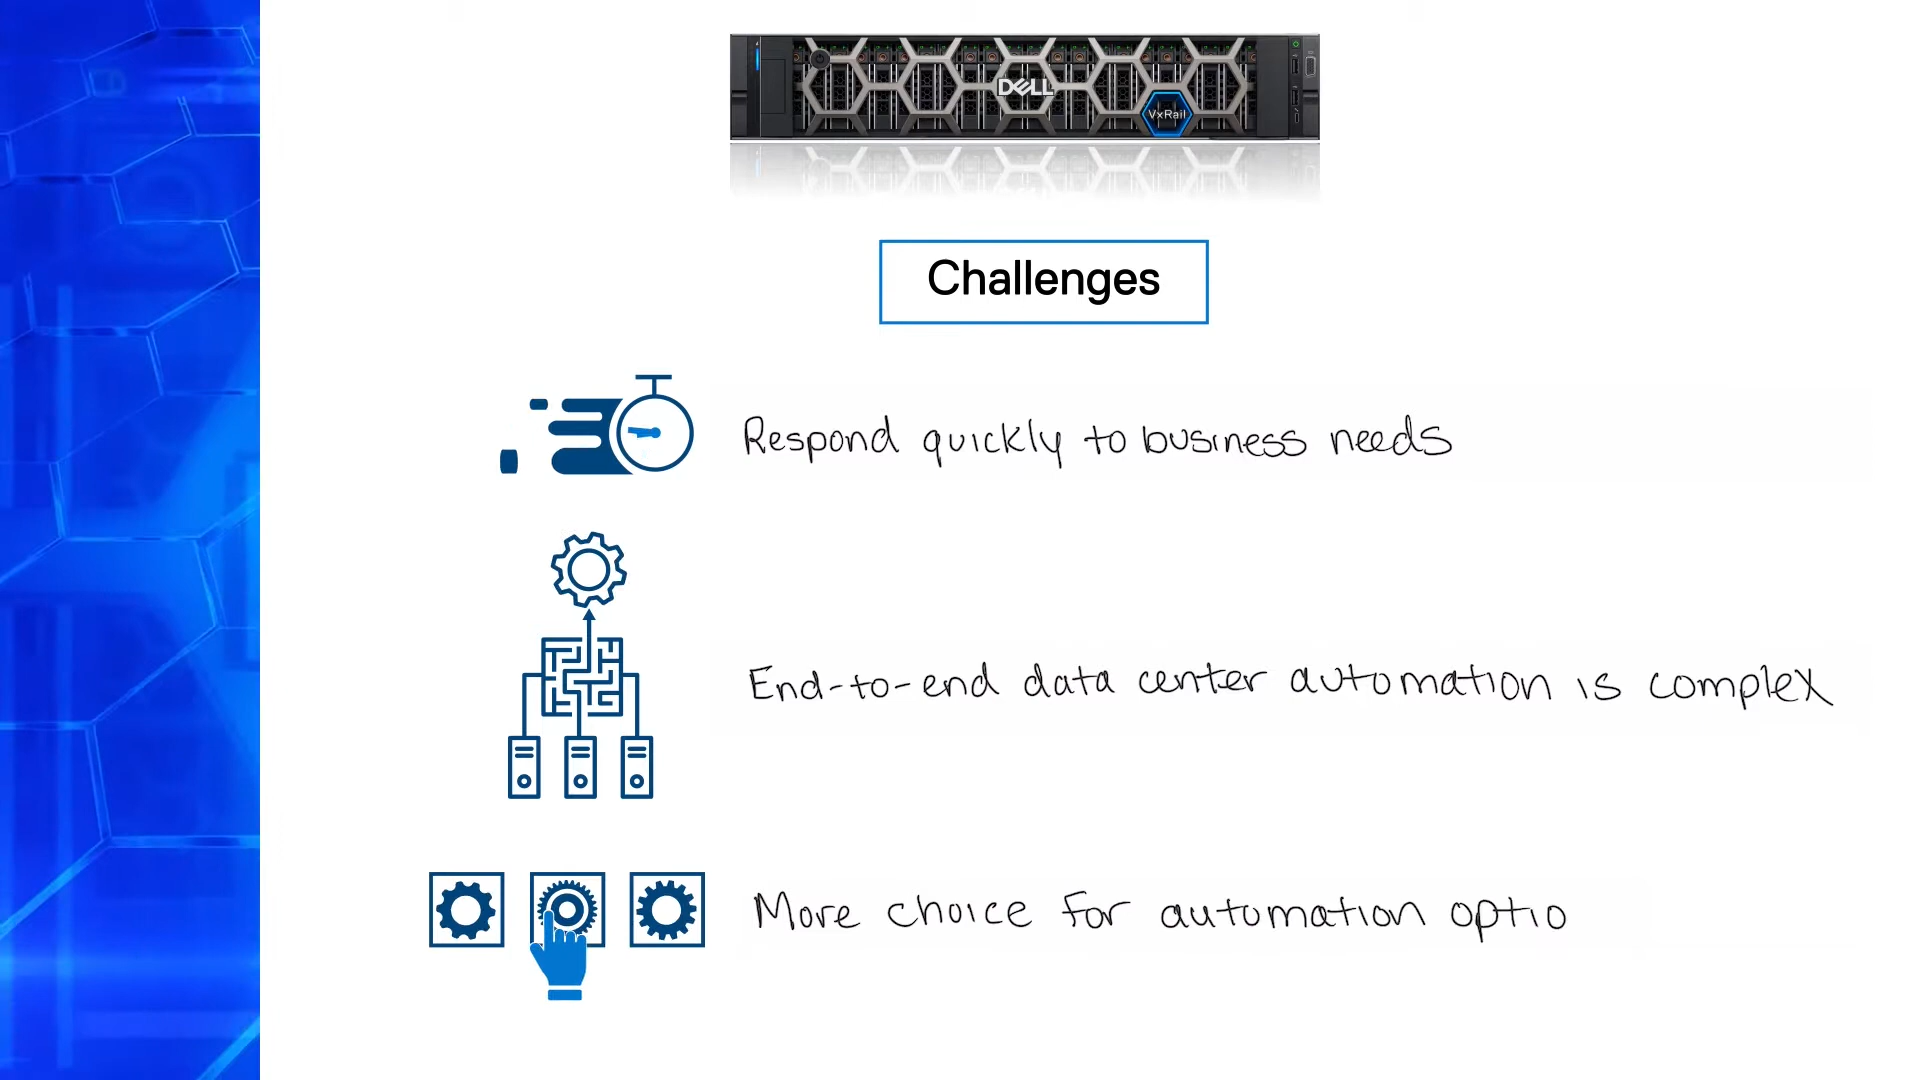 DELL
VxRail
Challenges
Respond quickly to business needs
End-to-end data center automation is complex
More choice for automation optio